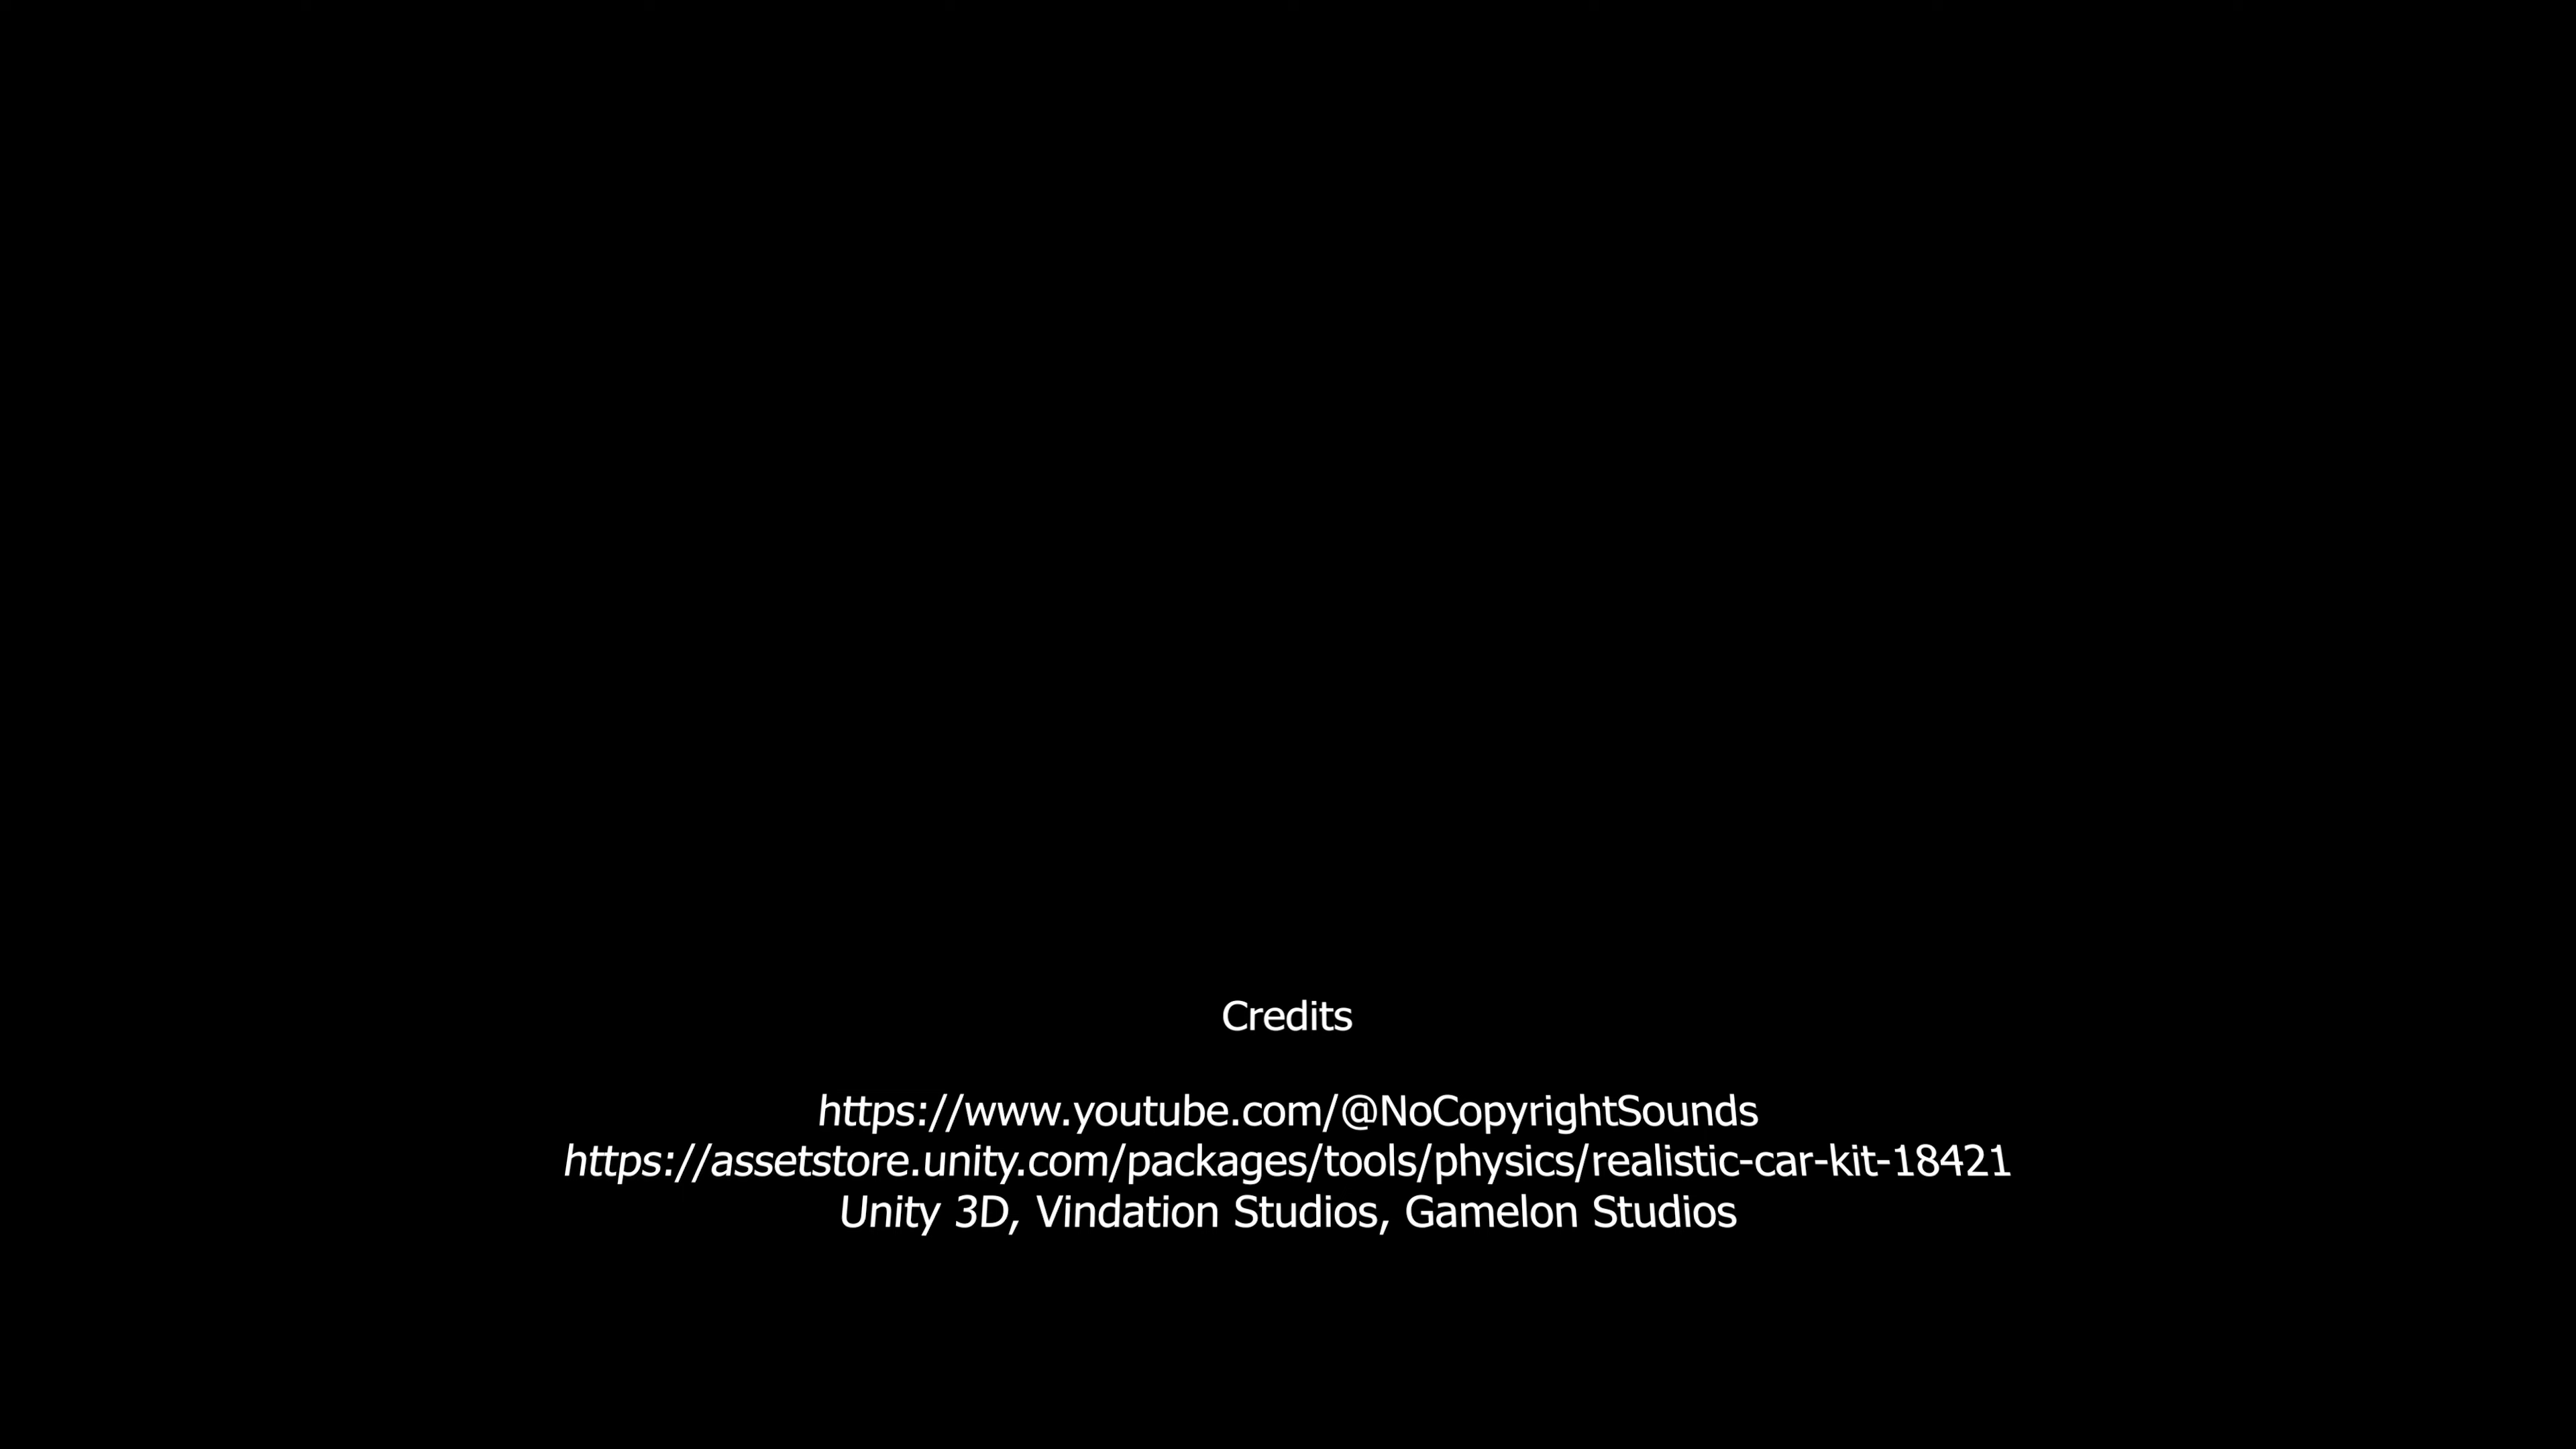 Credits
https://www.youtube.com/@NoCopyrightSounds
https://assetstore.unity.com/packages/tools/physics/realistic-car-kit-18421
Unity 3D, Vindation Studios, Gamelon Studios